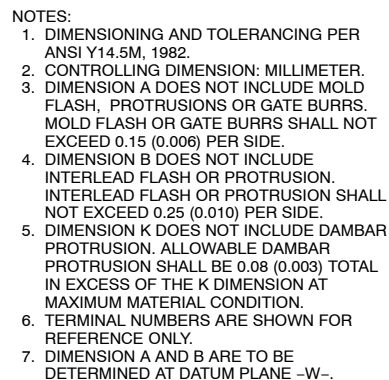 NOTES:
1. DIMENSIONING AND TOLERANCING PER
ANSI Y14.5M, 1982.
2. CONTROLLING DIMENSION: MILLIMETER.
3. DIMENSION A DOES NOT INCLUDE MOLD
FLASH, PROTRUSIONS OR GATE BURRS.
MOLD FLASH OR GATE BURRS SHALL NOT
EXCEED 0.15 (0.006) PER SIDE.
4. DIMENSION B DOES NOT INCLUDE
INTERLEAD FLASH OR PROTRUSION.
INTERLEAD FLASH OR PROTRUSION SHALL
NOT EXCEED 0.25 (0.010) PER SIDE.
5. DIMENSION K DOES NOT INCLUDE DAMBAR
PROTRUSION. ALLOWABLE DAMBAR
PROTRUSION SHALL BE 0.08 (0.003) TOTAL
IN EXCESS OF THE K DIMENSION AT
MAXIMUM MATERIAL CONDITION.
6. TERMINAL NUMBERS ARE SHOWN FOR
REFERENCE ONLY.
7. DIMENSION A AND B ARE TO BE
DETERMINED AT DATUM PLANE −W−.